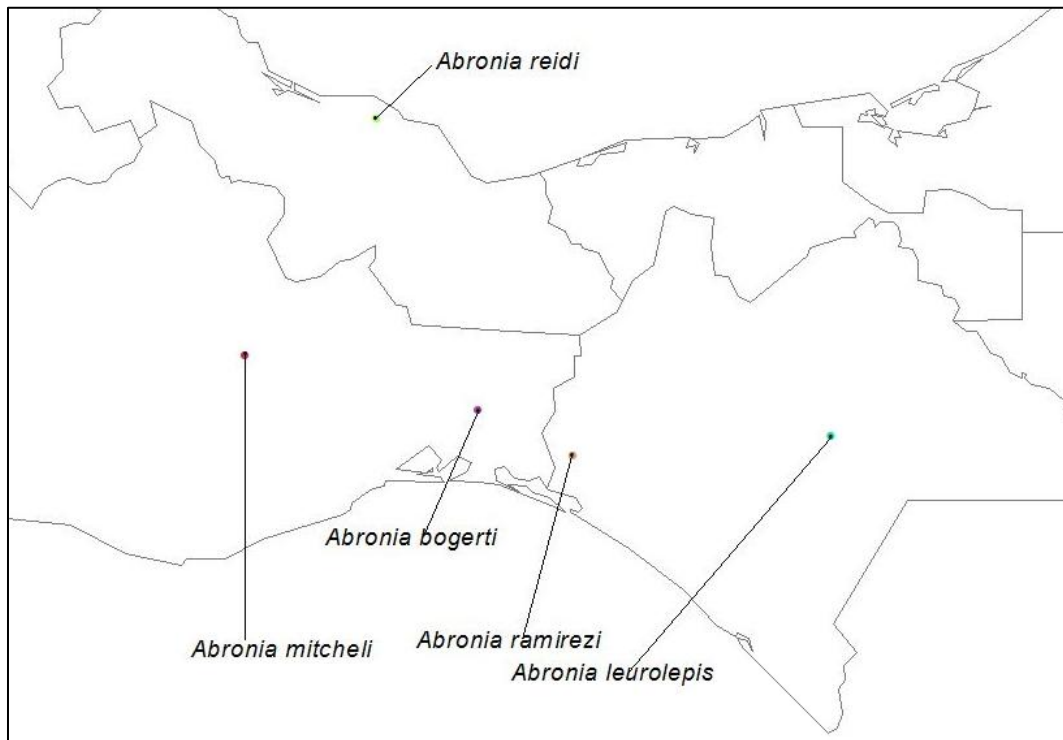 Abronia reidi
Abronia bogerti
Abronia mitcheli
Abronia ramirezi
Abronia leurolepis